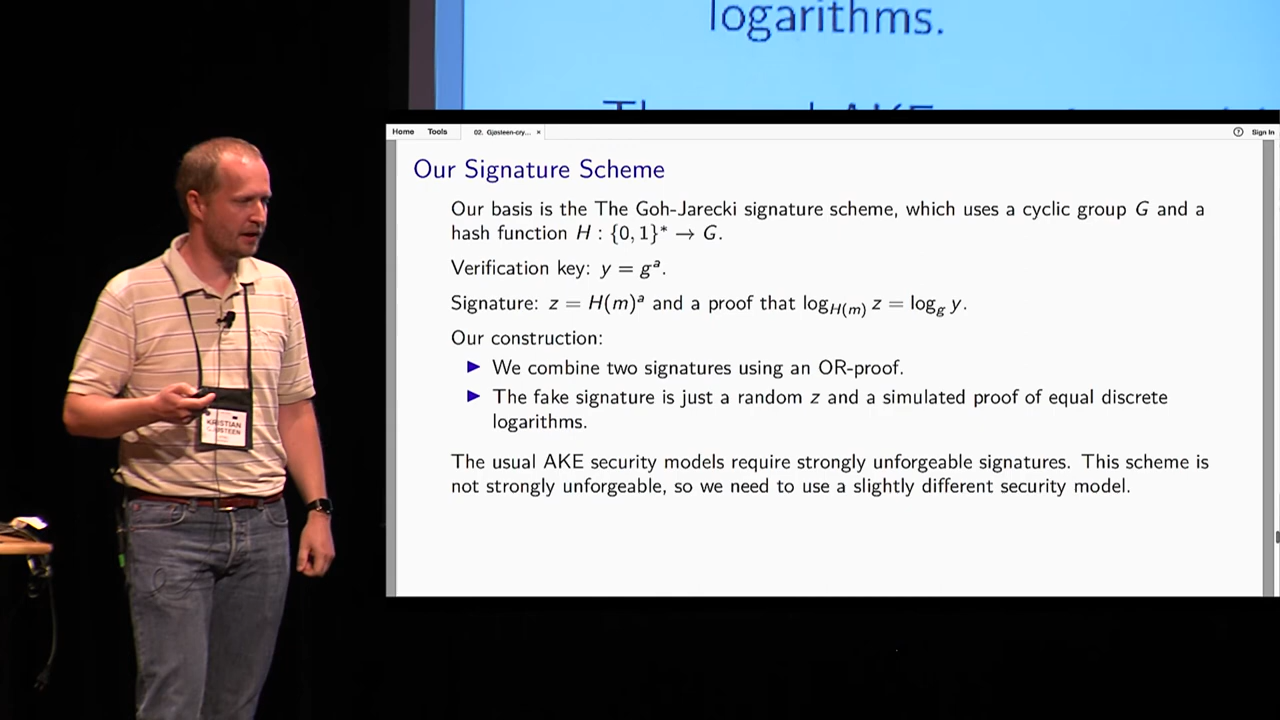 logarithms.
Home Tools 02. Gjøsteen-cry... × ? Sign In
Our Signature Scheme
Our basis is the The Goh-Jarecki signature scheme, which uses a cyclic group G and a
hash function H : {0, 1}* → G.
Verification key: y = gᵃ.
Signature: z = H(m)ᵃ and a proof that log_H(m) z = log_g y.
Our construction:
▶ We combine two signatures using an OR-proof.
▶ The fake signature is just a random z and a simulated proof of equal discrete
logarithms.
The usual AKE security models require strongly unforgeable signatures. This scheme is
not strongly unforgeable, so we need to use a slightly different security model.
KRISTIAN
GJØSTEEN